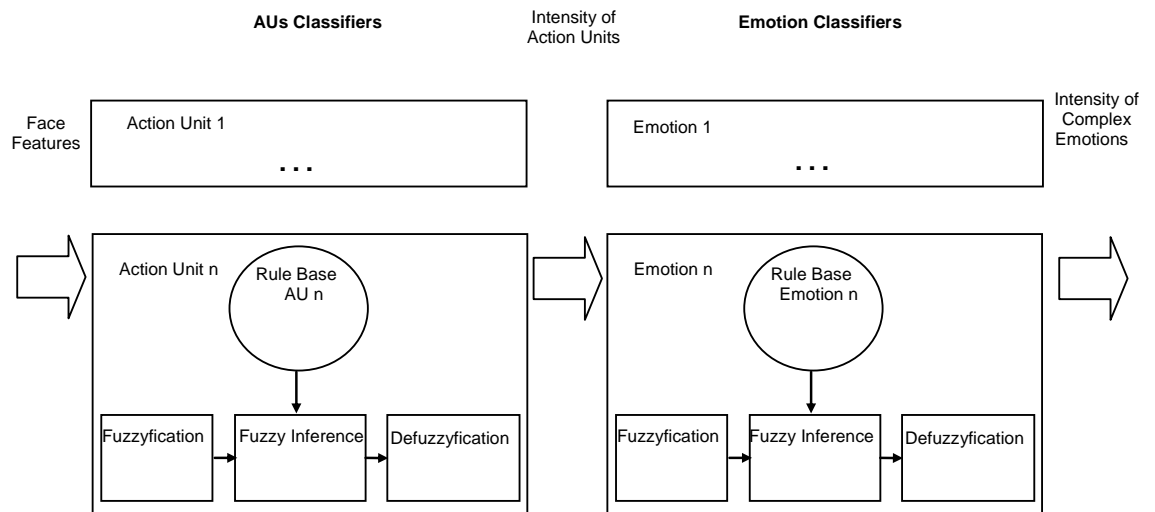 AUs Classifiers
Intensity of
Action Units
Emotion Classifiers
Face
Features
Action Unit 1
...
Emotion 1
...
Intensity of
Complex
Emotions
Action Unit n
Rule Base
AU n
Fuzzyfication
Fuzzy Inference
Defuzzyfication
Emotion n
Rule Base
Emotion n
Fuzzyfication
Fuzzy Inference
Defuzzyfication